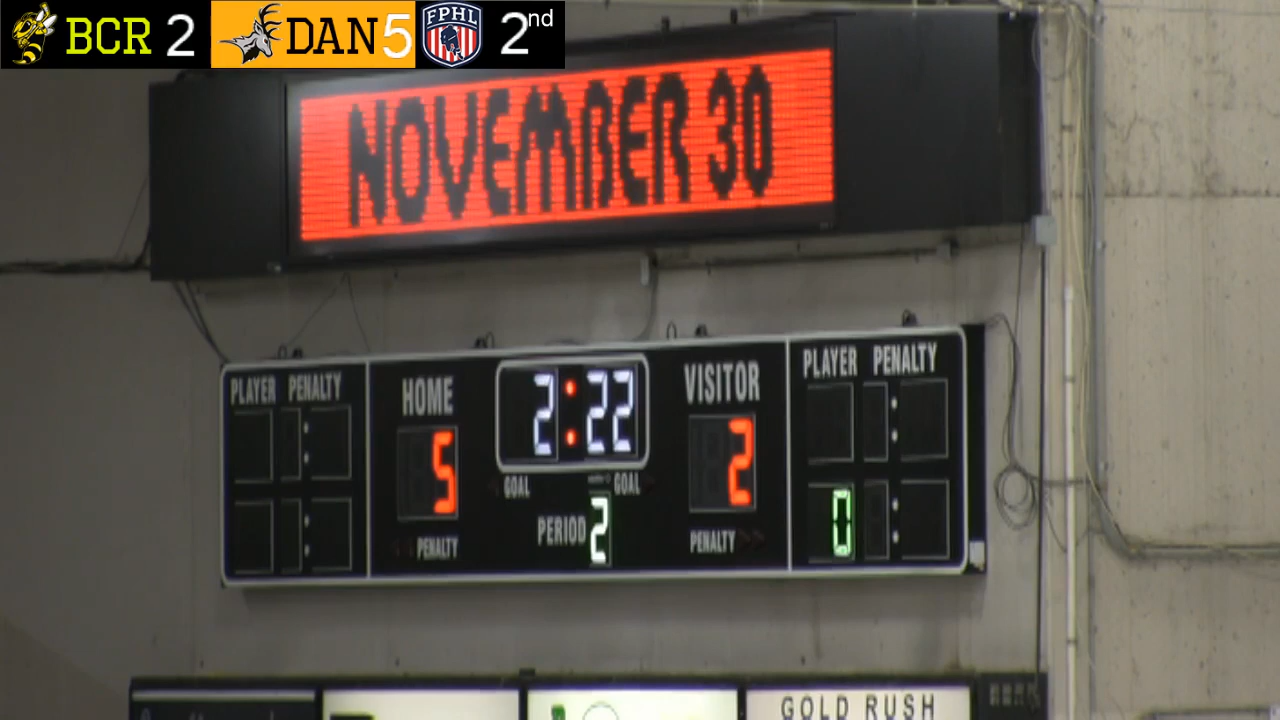 BCR 2 DAN 5 FPHL 2nd
NOVEMBER 30
PLAYER PENALTY HOME 2:22 VISITOR PLAYER PENALTY
5 2
GOAL GOAL
PERIOD 2 0
PENALTY PENALTY
GOLD RUSH